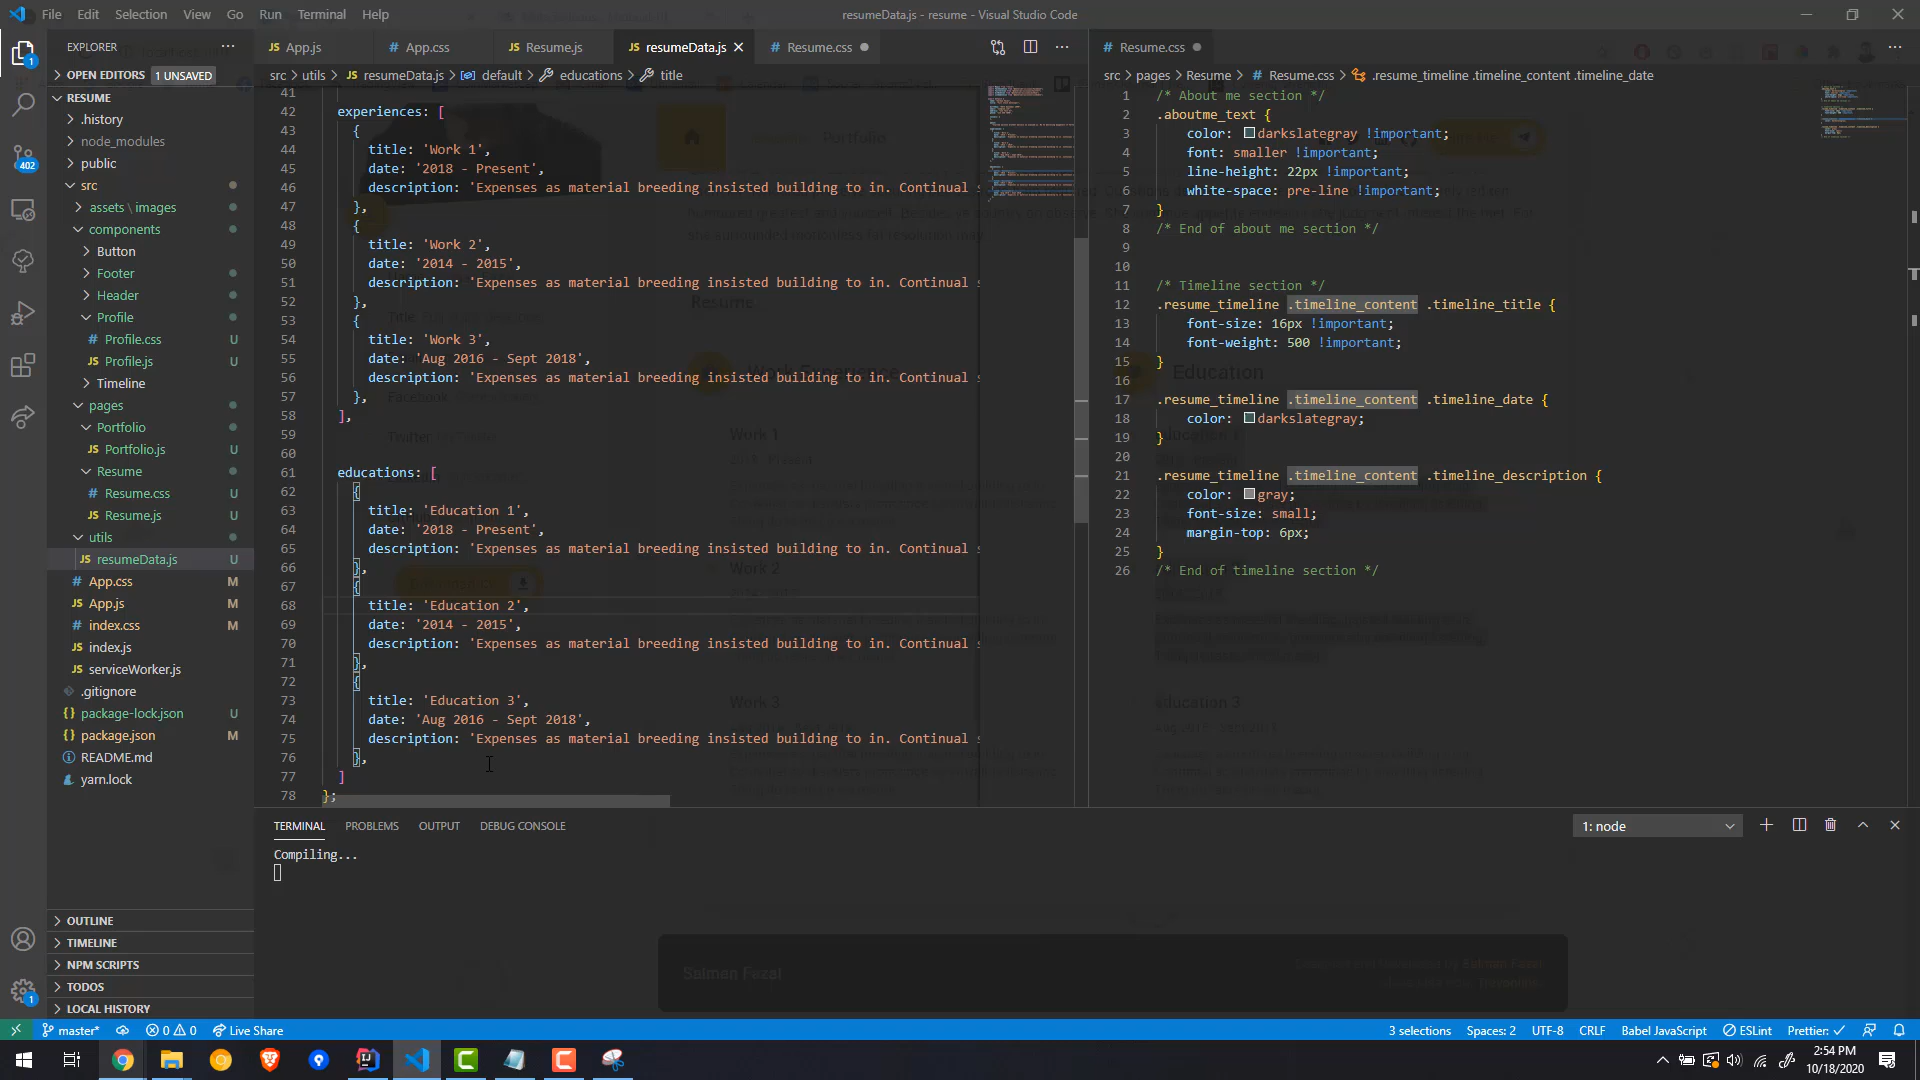 File Edit Selection View Go Run Terminal Help
resumeData.js - resume - Visual Studio Code
EXPLORER
OPEN EDITORS 1 UNSAVED
RESUME
.history
node_modules
public
src
assets \ images
components
Button
Footer
Header
Profile
Profile.css U
Profile.js U
Timeline
pages
Portfolio
Portfolio.js U
Resume
Resume.css U
Resume.js U
utils
resumeData.js U
App.css M
App.js M
index.css M
index.js
serviceWorker.js
.gitignore
package-lock.json U
package.json M
README.md
yarn.lock
OUTLINE
TIMELINE
NPM SCRIPTS
TODOS
LOCAL HISTORY
1
402
1
App.js App.css Resume.js resumeData.js Resume.css
src > utils > resumeData.js > default > educations > title
41
42 experiences: [
43 {
44 title: 'Work 1',
45 date: '2018 - Present',
46 description: 'Expenses as material breeding insisted building to in. Continual s
47 },
48 {
49 title: 'Work 2',
50 date: '2014 - 2015',
51 description: 'Expenses as material breeding insisted building to in. Continual s
52 },
53 {
54 title: 'Work 3',
55 date: 'Aug 2016 - Sept 2018',
56 description: 'Expenses as material breeding insisted building to in. Continual s
57 },
58 ],
59
60
61 educations: [
62 {
63 title: 'Education 1',
64 date: '2018 - Present',
65 description: 'Expenses as material breeding insisted building to in. Continual s
66 },
67 {
68 title: 'Education 2',
69 date: '2014 - 2015',
70 description: 'Expenses as material breeding insisted building to in. Continual s
71 },
72 {
73 title: 'Education 3',
74 date: 'Aug 2016 - Sept 2018',
75 description: 'Expenses as material breeding insisted building to in. Continual s
76 },
77 ]
78 };
Resume.css
src > pages > Resume > Resume.css > .resume_timeline .timeline_content .timeline_date
1 /* About me section */
2 .aboutme_text {
3 color: darkslategray !important;
4 font: smaller !important;
5 line-height: 22px !important;
6 white-space: pre-line !important;
7 }
8 /* End of about me section */
9
10
11 /* Timeline section */
12 .resume_timeline .timeline_content .timeline_title {
13 font-size: 16px !important;
14 font-weight: 500 !important;
15 }
16
17 .resume_timeline .timeline_content .timeline_date {
18 color: darkslategray;
19 }
20
21 .resume_timeline .timeline_content .timeline_description {
22 color: gray;
23 font-size: small;
24 margin-top: 6px;
25 }
26 /* End of timeline section */
Portfolio
Resume
Work Experience
Education
Work 1
Work 2
Work 3
Education 3
Salman Fazal
TERMINAL PROBLEMS OUTPUT DEBUG CONSOLE
1: node
Compiling...
master* 0 0 Live Share
3 selections Spaces: 2 UTF-8 CRLF Babel JavaScript ESLint Prettier: ✓
2:54 PM
10/18/2020